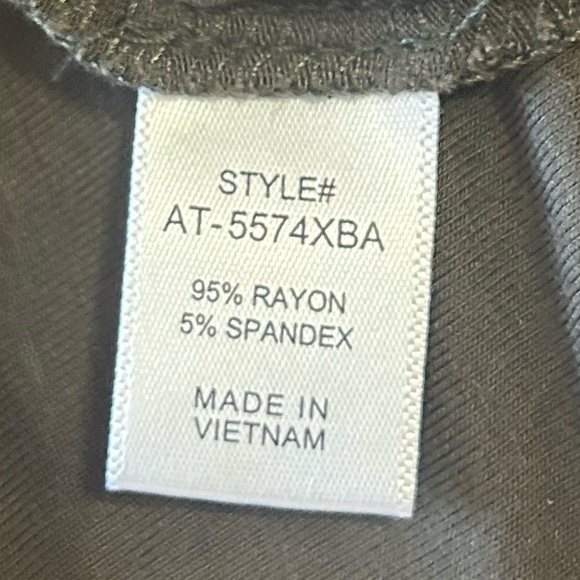 STYLE#
AT-5574XBA
95% RAYON
5% SPANDEX
MADE IN
VIETNAM